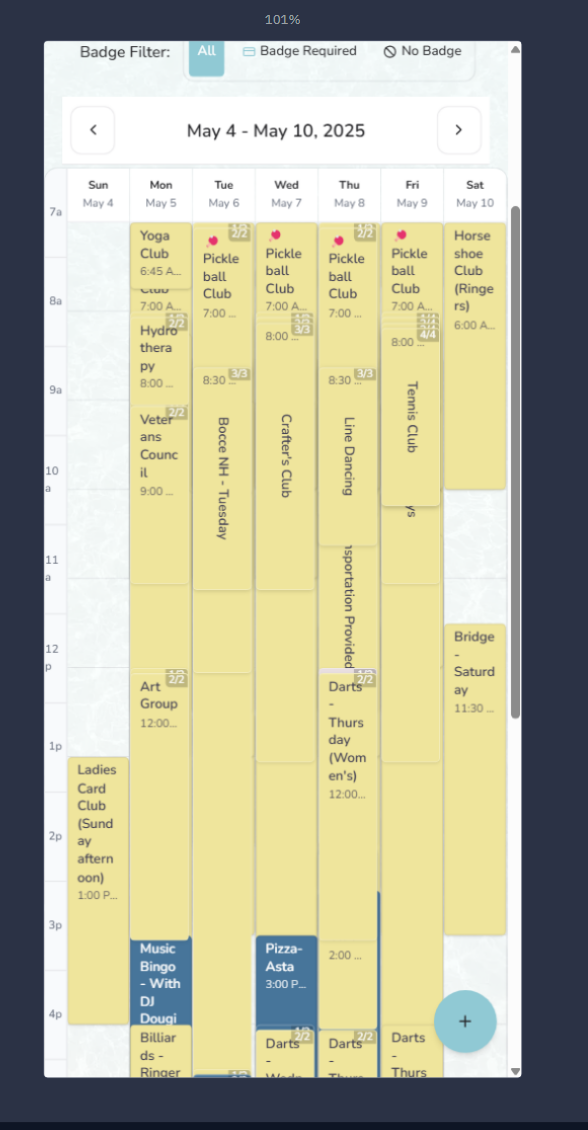 101%
Badge Filter:
All
Badge Required
No Badge
May 4 - May 10, 2025
Sun
May 4
Mon
May 5
Tue
May 6
Wed
May 7
Thu
May 8
Fri
May 9
Sat
May 10
7a
8a
9a
10
a
11
a
12
p
1p
2p
3p
4p
Ladies
Card
Club
(Sund
ay
aftern
oon)
1:00 P...
Yoga
Club
6:45 A...
Club
7:00 A...
2/2
Hydro
thera
py
8:00 ...
2/2
Veter
ans
Counc
il
9:00 ...
2/2
Art
Group
12:00...
Music
Bingo
- With
DJ
Dougi
Billiar
ds -
Ringer
2/2
Pickle
ball
Club
7:00 ...
3/3
8:30 ...
Bocce NH - Tuesday
Pickle
ball
Club
7:00 A...
3/3
8:00 ...
Crafter's Club
Pizza-
Asta
3:00 P...
2/2
Darts
-
Wedn
2/2
Pickle
ball
Club
7:00 ...
3/3
8:30 ...
Line Dancing
nsportation Provided
2/2
Darts
-
Thurs
day
(Wom
en's)
12:00...
2:00 ...
2/2
Darts
-
Thurs
Pickle
ball
Club
7:00 A...
4/4
8:00 ...
Tennis Club
ys
Darts
-
Thurs
Horse
shoe
Club
(Ringe
rs)
6:00 A...
Bridge
-
Saturd
ay
11:30 ...
+